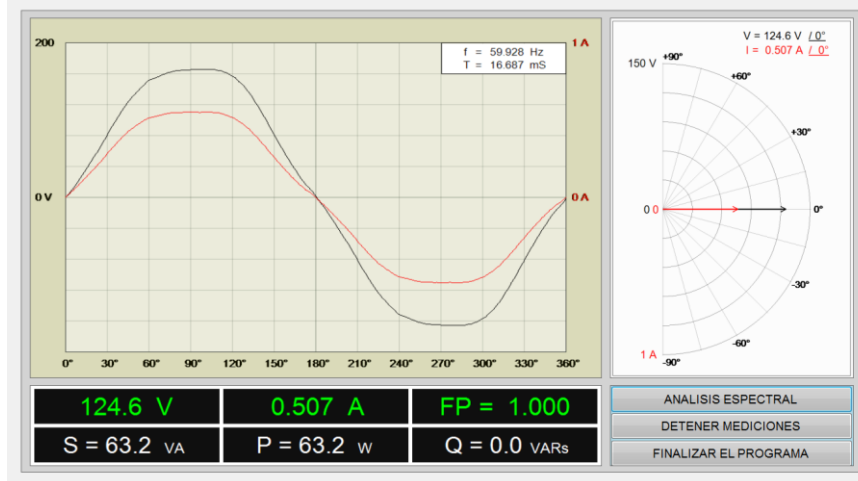 200
1 A
f = 59.928 Hz
T = 16.687 mS
0 V
0 A
0° 30° 60° 90° 120° 150° 180° 210° 240° 270° 300° 330° 360°
V = 124.6 V / 0°
I = 0.507 A / 0°
150 V
+90°
+60°
+30°
0 0
0°
-30°
-60°
1 A
-90°
124.6 V
0.507 A
FP = 1.000
S = 63.2 VA
P = 63.2 W
Q = 0.0 VARs
ANALISIS ESPECTRAL
DETENER MEDICIONES
FINALIZAR EL PROGRAMA